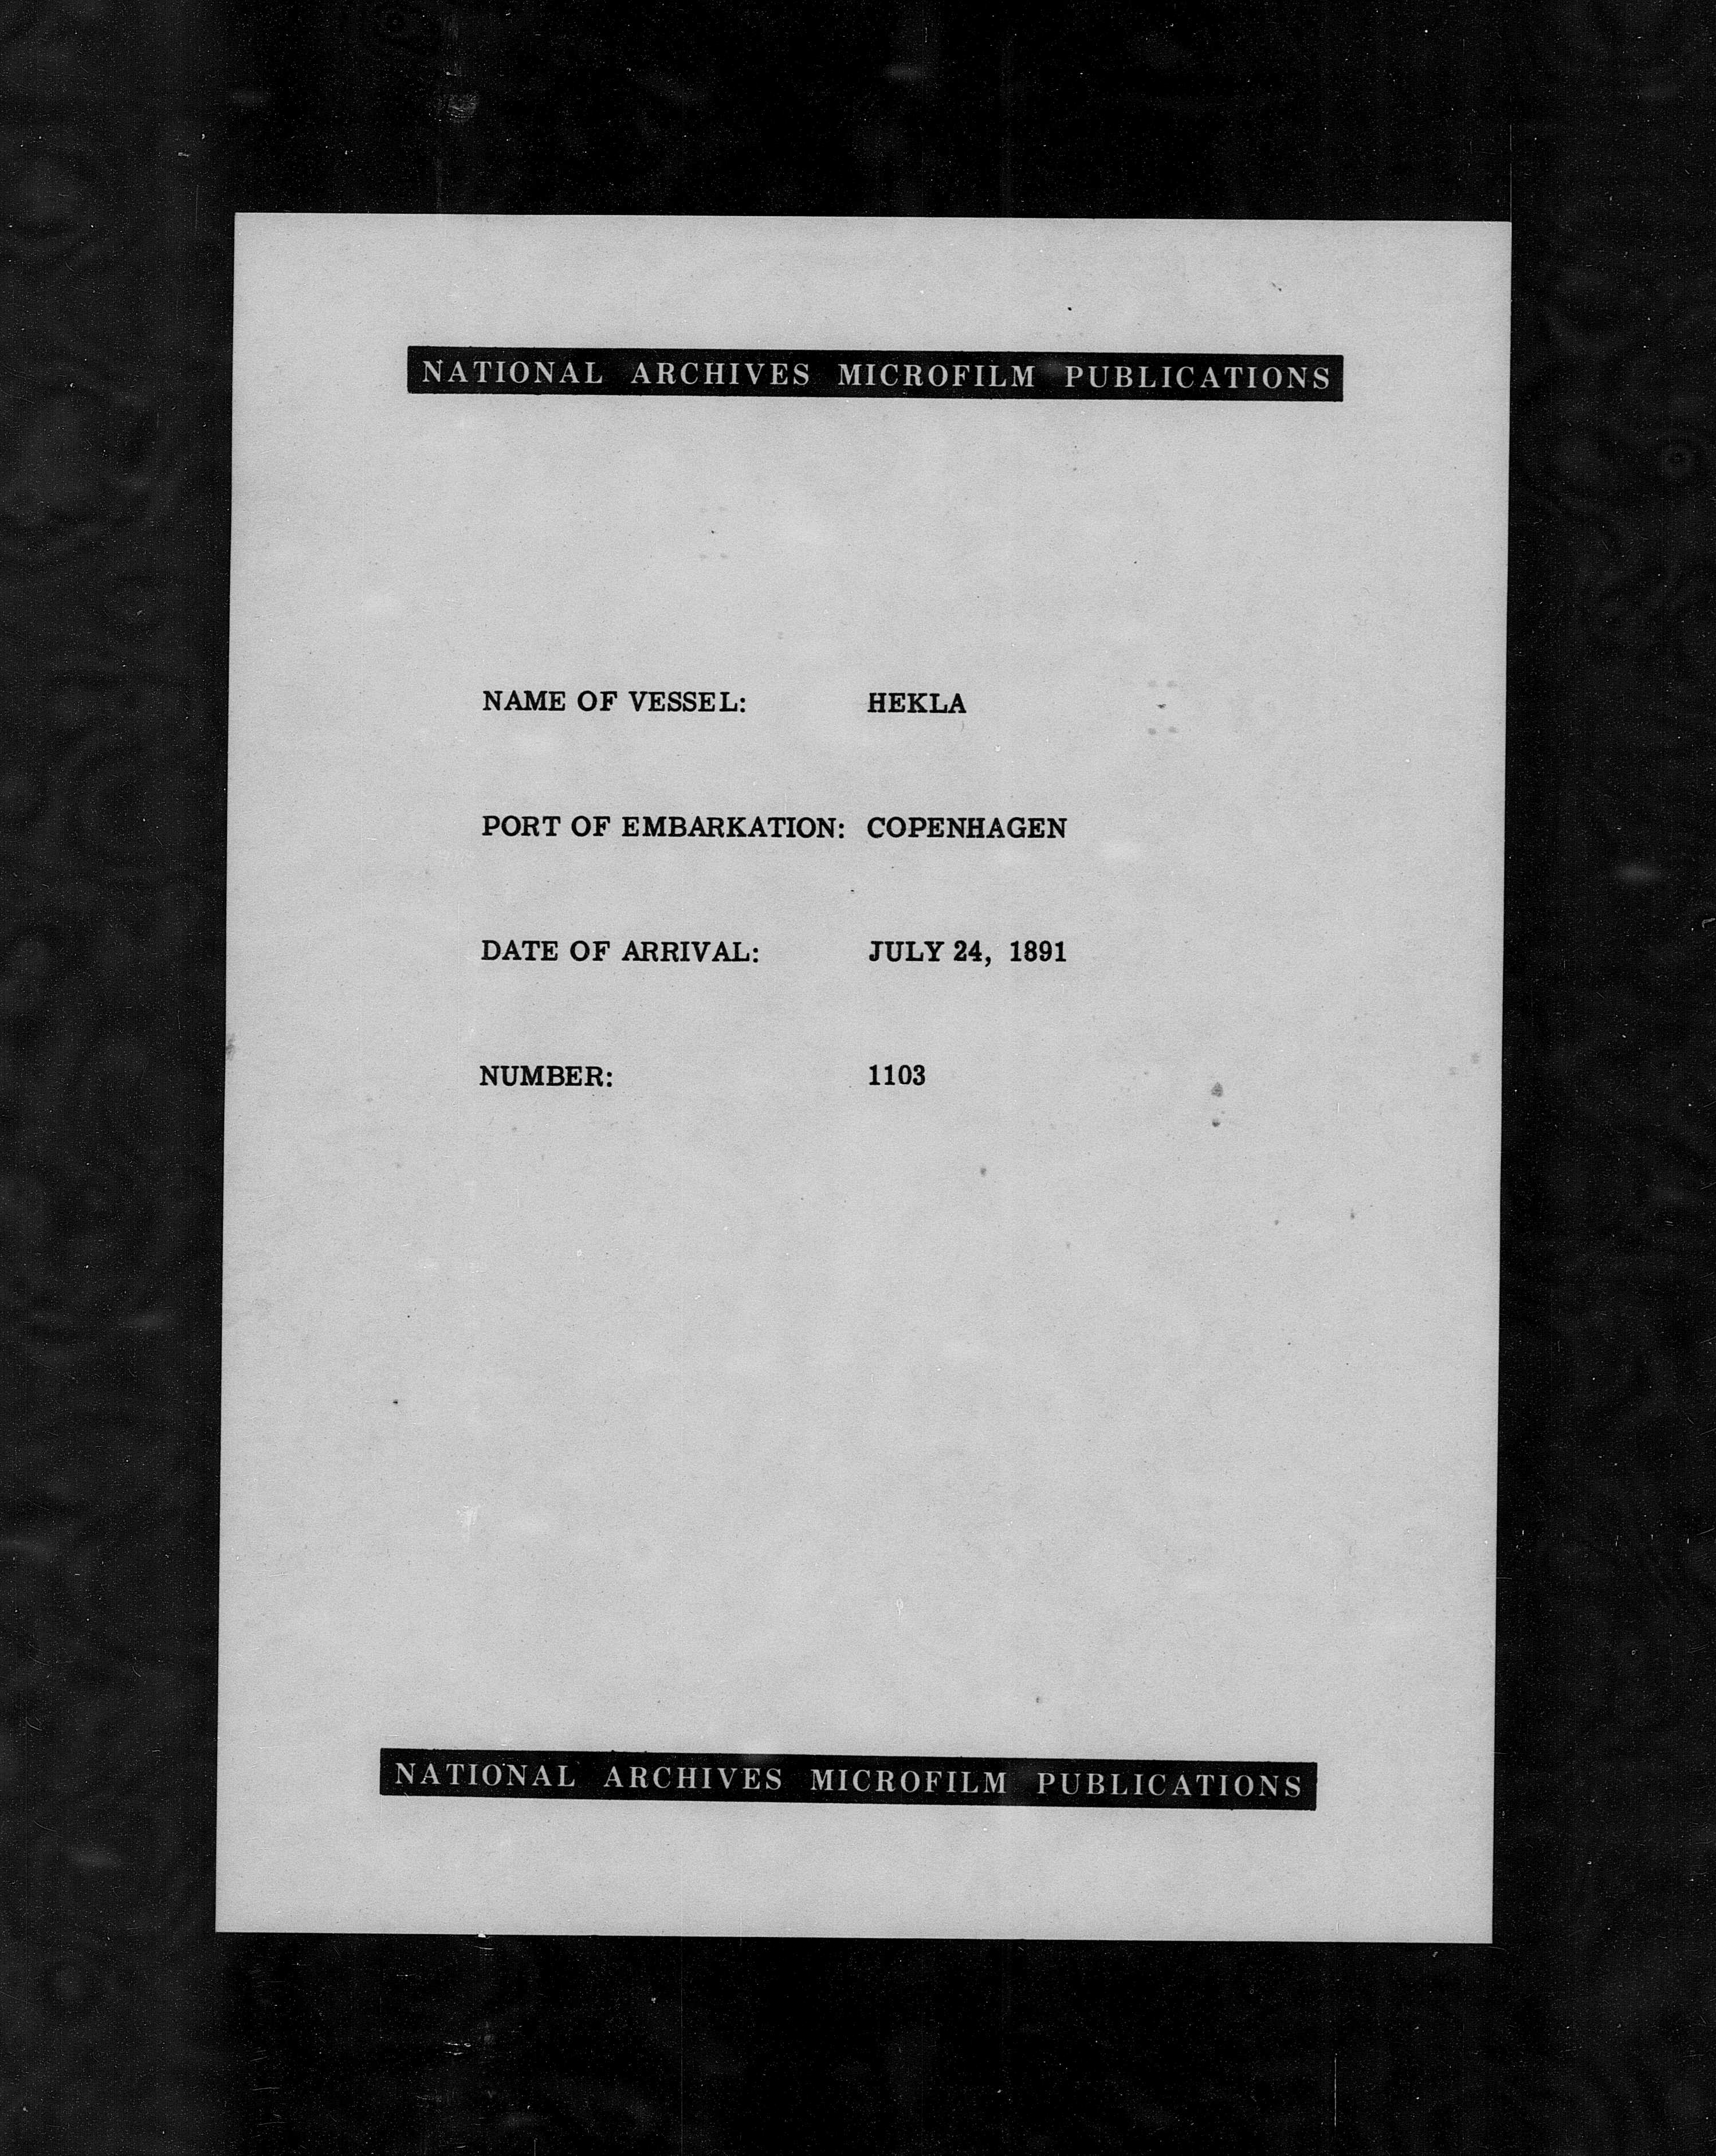 NATIONAL ARCHIVES MICROFILM PUBLICATIONS
NAME OF VESSEL: HEKLA
PORT OF EMBARKATION: COPENHAGEN
DATE OF ARRIVAL: JULY 24, 1891
NUMBER: 1103
NATIONAL ARCHIVES MICROFILM PUBLICATIONS